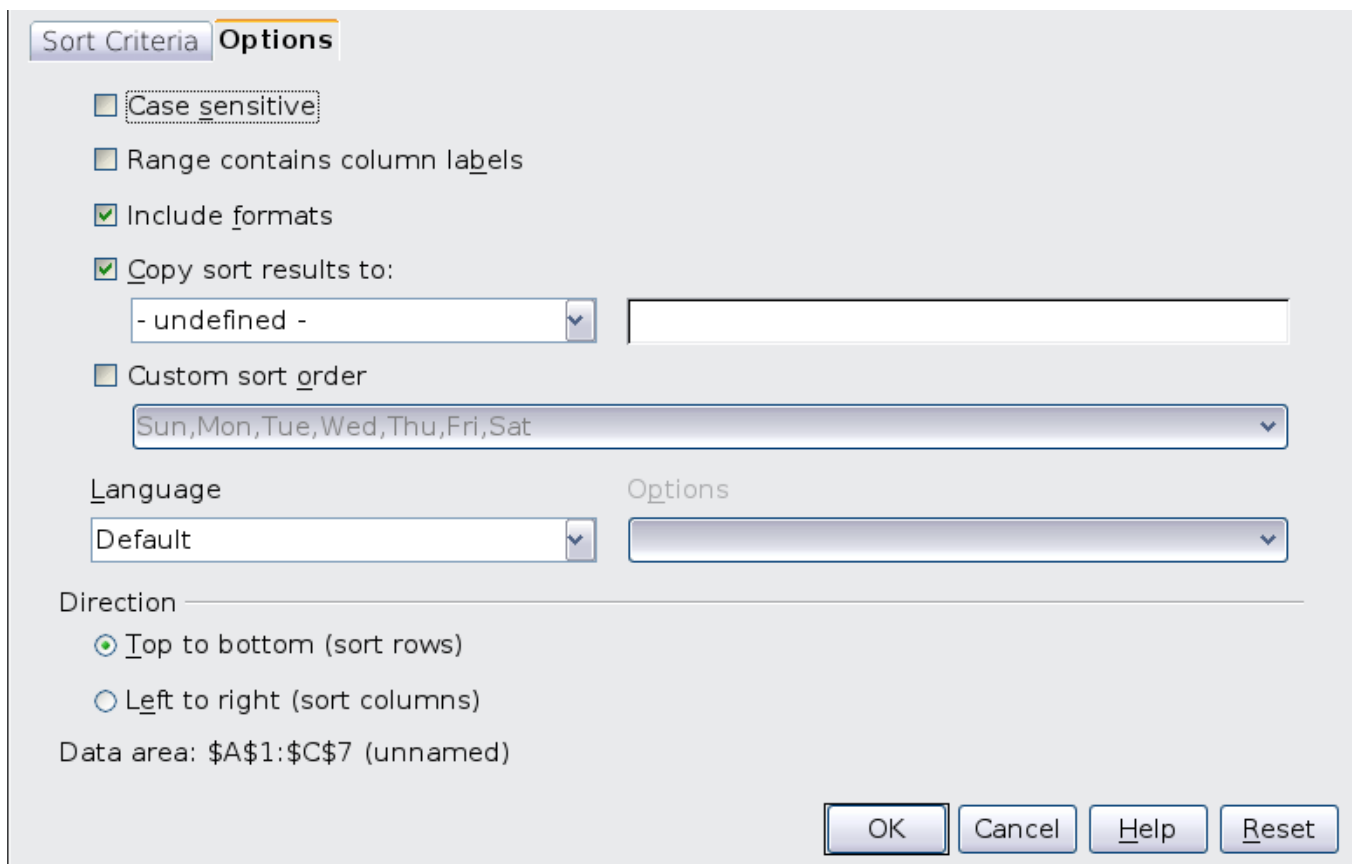 Sort Criteria Options
Case sensitive
Range contains column labels
Include formats
Copy sort results to:
- undefined -
Custom sort order
Sun,Mon,Tue,Wed,Thu,Fri,Sat
Language Options
Default
Direction
Top to bottom (sort rows)
Left to right (sort columns)
Data area: $A$1:$C$7 (unnamed)
OK Cancel Help Reset